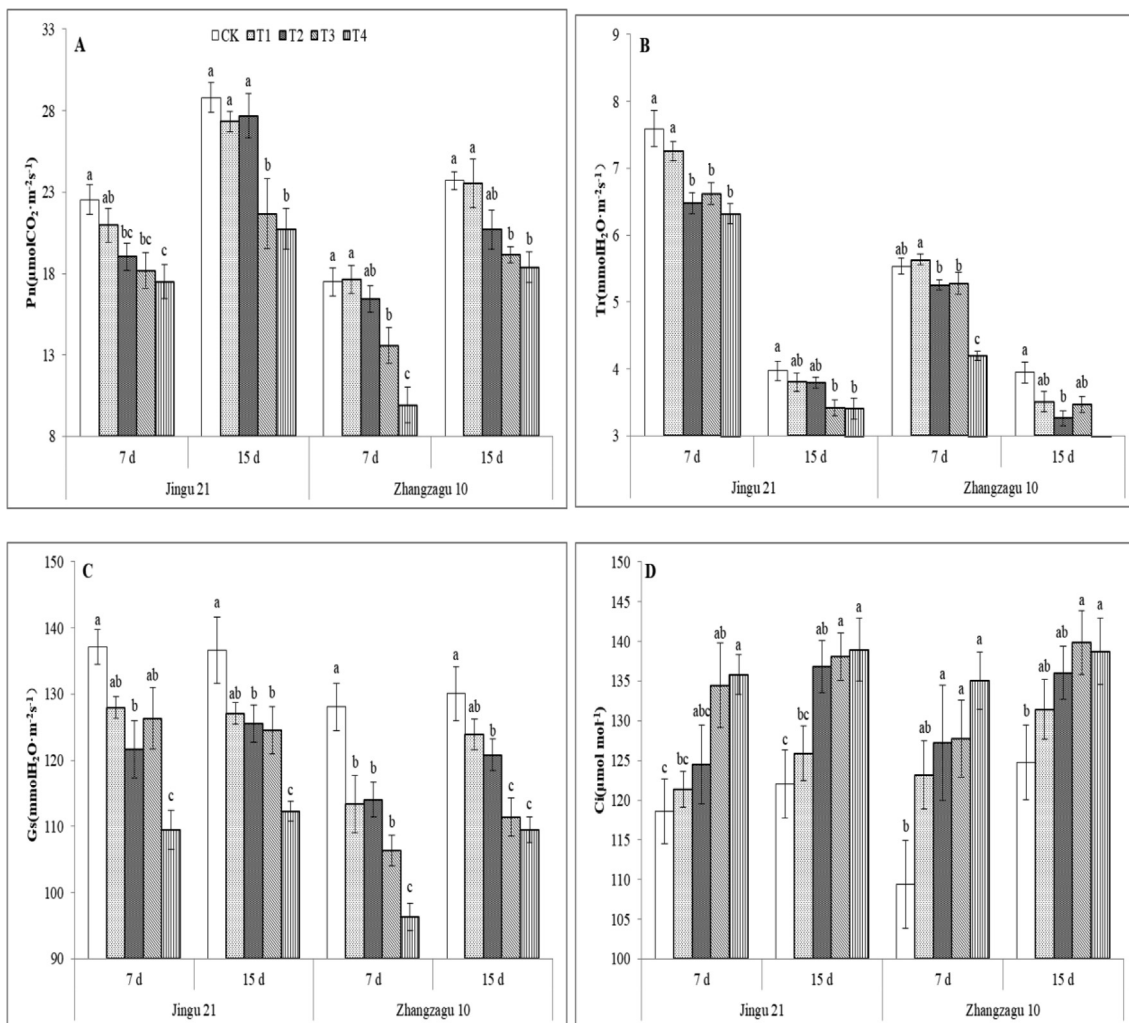 A
CK T1 T2 T3 T4
Pn(μmolCO₂·m⁻²s⁻¹)
33
28
23
18
13
8
a ab bc bc c
a a a b b
a a ab b c
a a ab b b
7 d 15 d 7 d 15 d
Jingu 21 Zhangzagu 10
B
Tr(mmolH₂O·m⁻²s⁻¹)
9
8
7
6
5
4
3
a a b b b
a ab ab b b
ab a b b c
a ab b ab
7 d 15 d 7 d 15 d
Jingu 21 Zhangzagu 10
C
Gs(mmolH₂O·m⁻²s⁻¹)
150
140
130
120
110
100
90
a ab b ab c
a ab b b c
a b b b c
a ab b c c
7 d 15 d 7 d 15 d
Jingu 21 Zhangzagu 10
D
Ci(μmol mol⁻¹)
150
145
140
135
130
125
120
115
110
105
100
c bc abc ab a
c bc ab a a
b ab a a a
b ab ab a a
7 d 15 d 7 d 15 d
Jingu 21 Zhangzagu 10